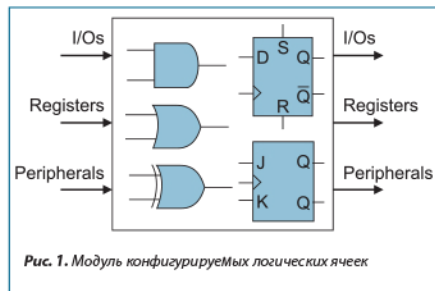 I/Os
Registers
Peripherals
D S Q
Q̅
R
J Q
K Q
I/Os
Registers
Peripherals
Рис. 1. Модуль конфигурируемых логических ячеек